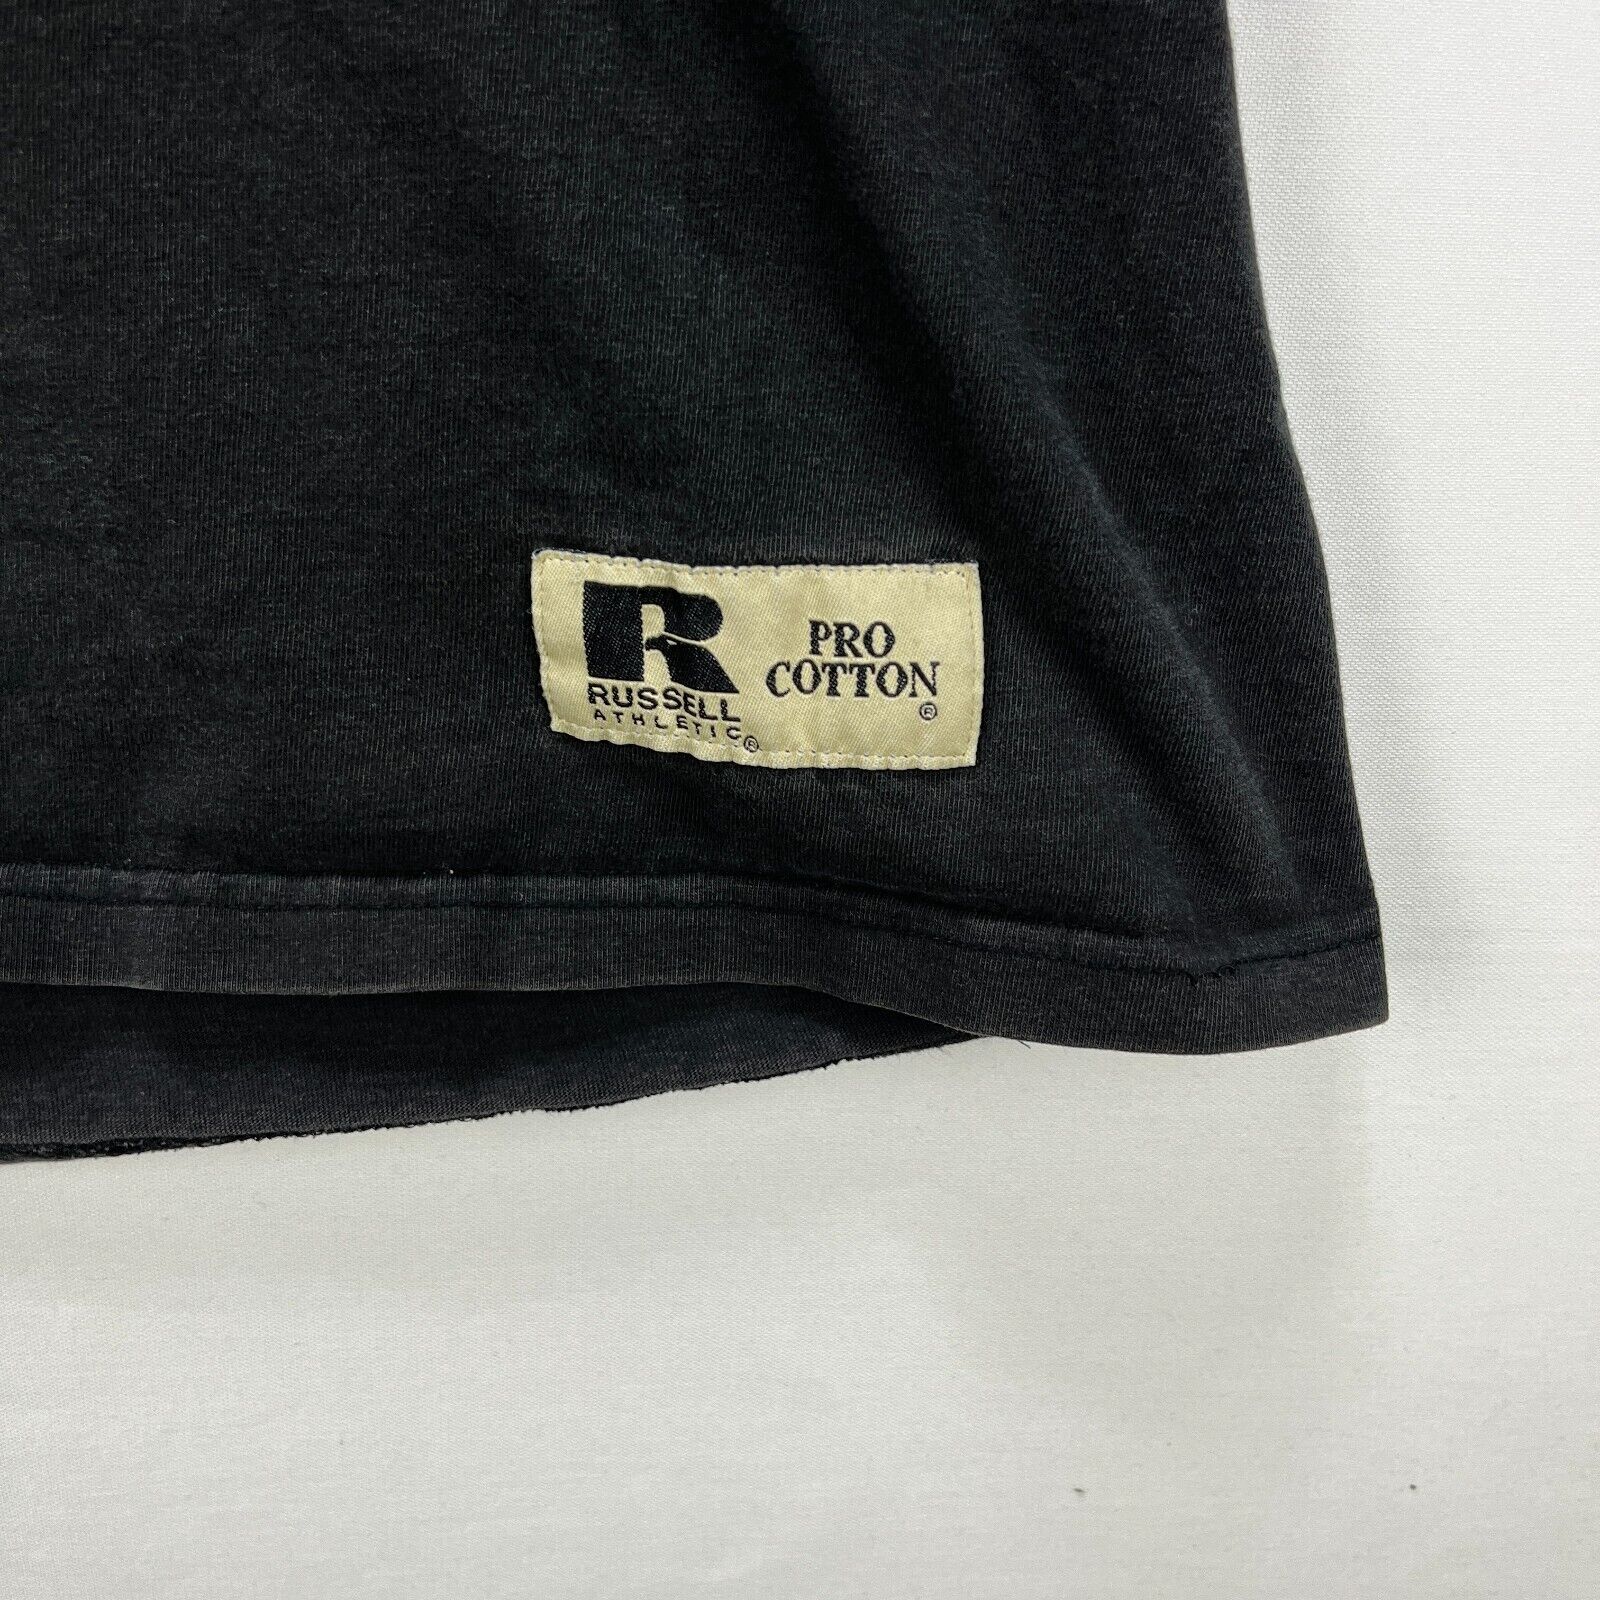 R
RUSSELL
ATHLETIC®
PRO
COTTON
®